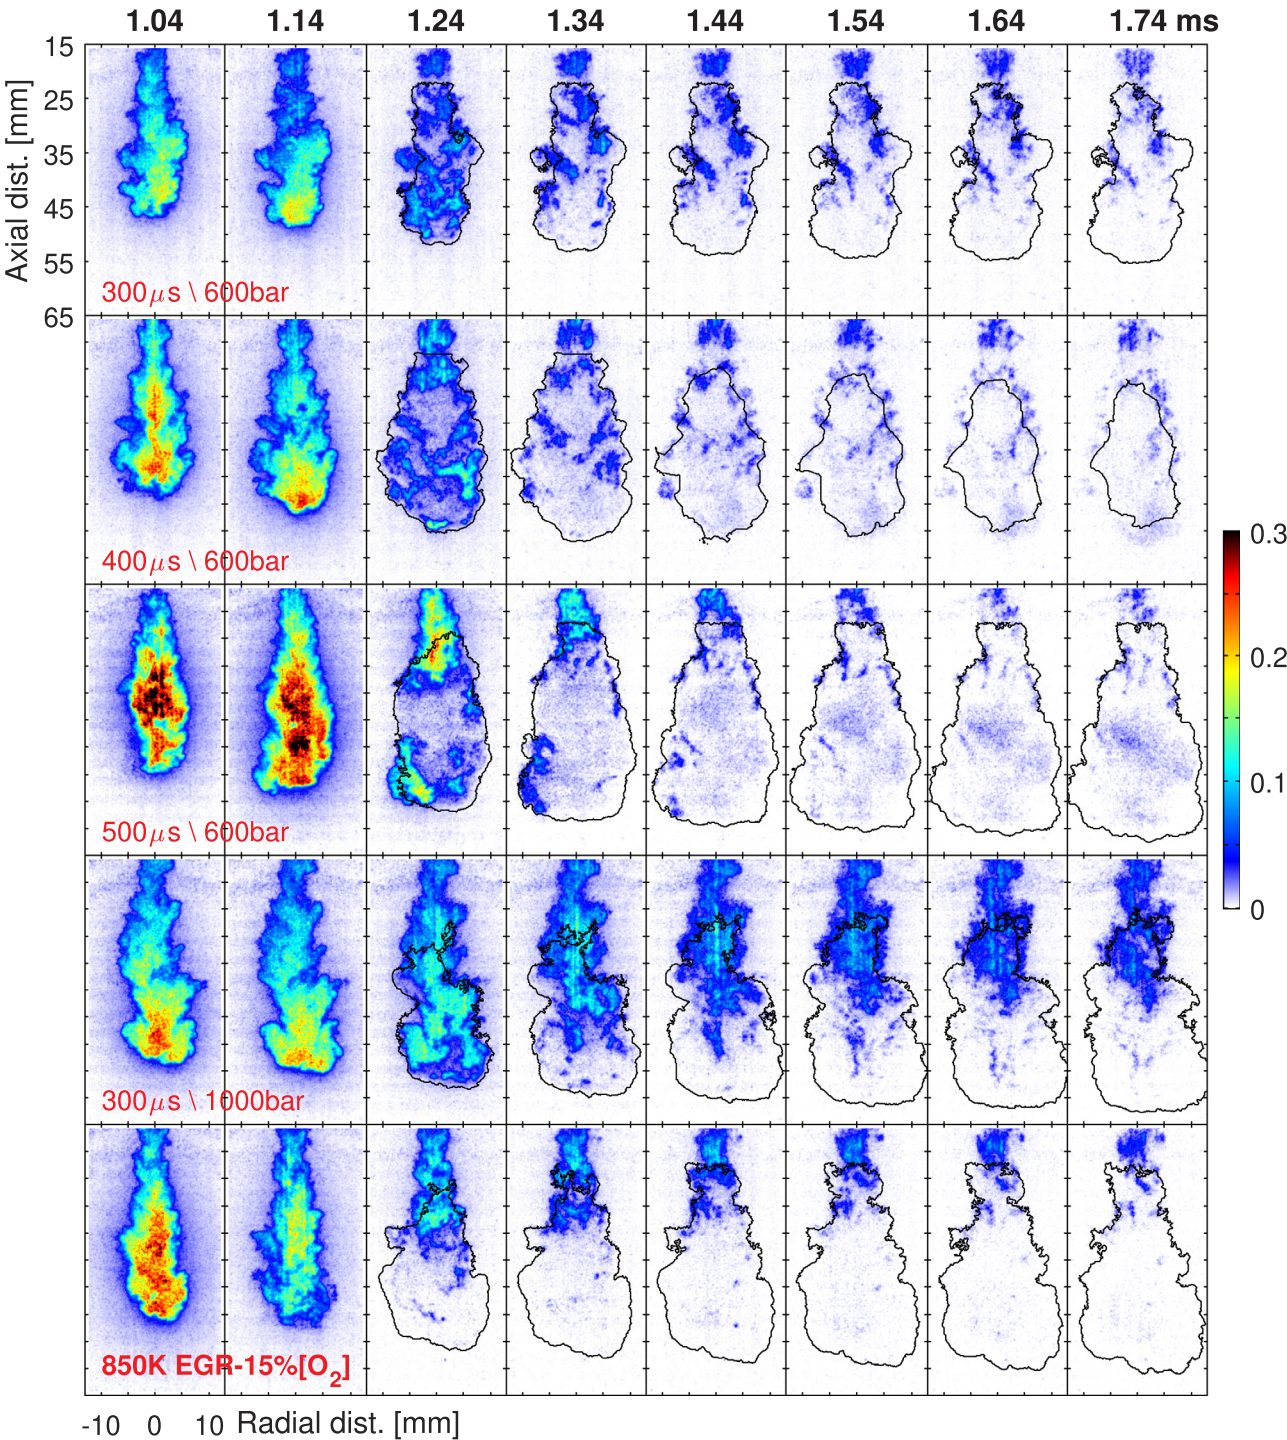 1.04 1.14 1.24 1.34 1.44 1.54 1.64 1.74 ms
15
25
35
45
55
65
Axial dist. [mm]
300μs \ 600bar
400μs \ 600bar
500μs \ 600bar
300μs \ 1000bar
850K EGR-15%[O2]
0.3
0.2
0.1
0
-10 0 10 Radial dist. [mm]